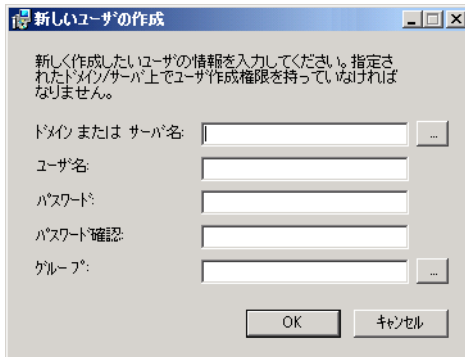 新しいユーザの作成
新しく作成したいユーザの情報を入力してください。指定さ
れたﾄﾞﾒｲﾝ/ｻｰﾊﾞ上でユーザ作成権限を持っていなければ
なりません。
ﾄﾞﾒｲﾝ または ｻｰﾊﾞ名:
...
ユーザ名:
ﾊﾟｽワｰﾄﾞ:
ﾊﾟｽワｰﾄﾞ確認:
ｸﾞﾙｰﾌﾟ:
...
OK
ｷｬﾝｾﾙ